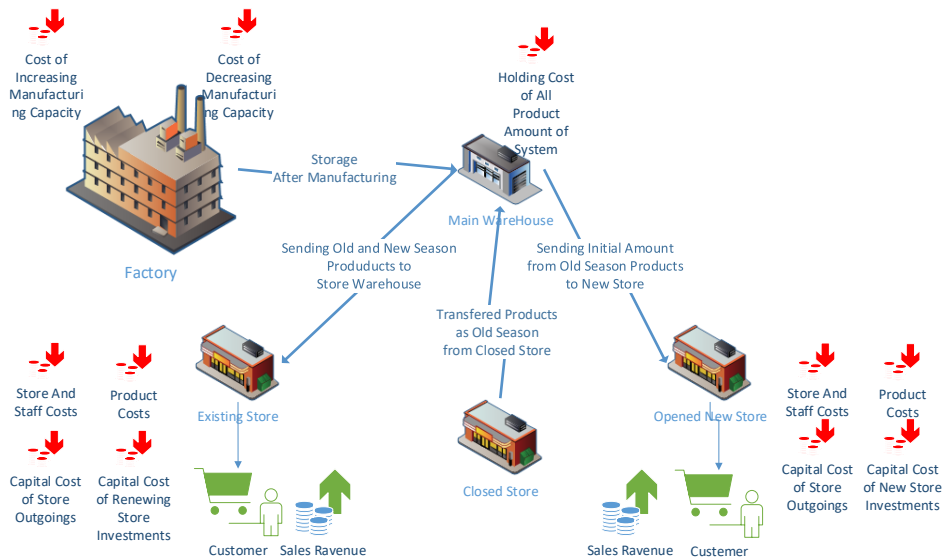 Cost of
Increasing
Manufacturi
ng Capacity
Cost of
Decreasing
Manufacturi
ng Capacity
Holding Cost
of All
Product
Amount of
System
Storage
After Manufacturing
Main WareHouse
Factory
Sending Old and New Season
Produducts to
Store Warehouse
Sending Initial Amount
from Old Season Products
to New Store
Transfered Products
as Old Season
from Closed Store
Store And
Staff Costs
Product
Costs
Existing Store
Opened New Store
Store And
Staff Costs
Product
Costs
Capital Cost
of Store
Outgoings
Capital Cost
of Renewing
Store
Investments
Closed Store
Capital Cost
of Store
Outgoings
Capital Cost
of New Store
Investments
Customer
Sales Ravenue
Sales Ravenue
Custemer